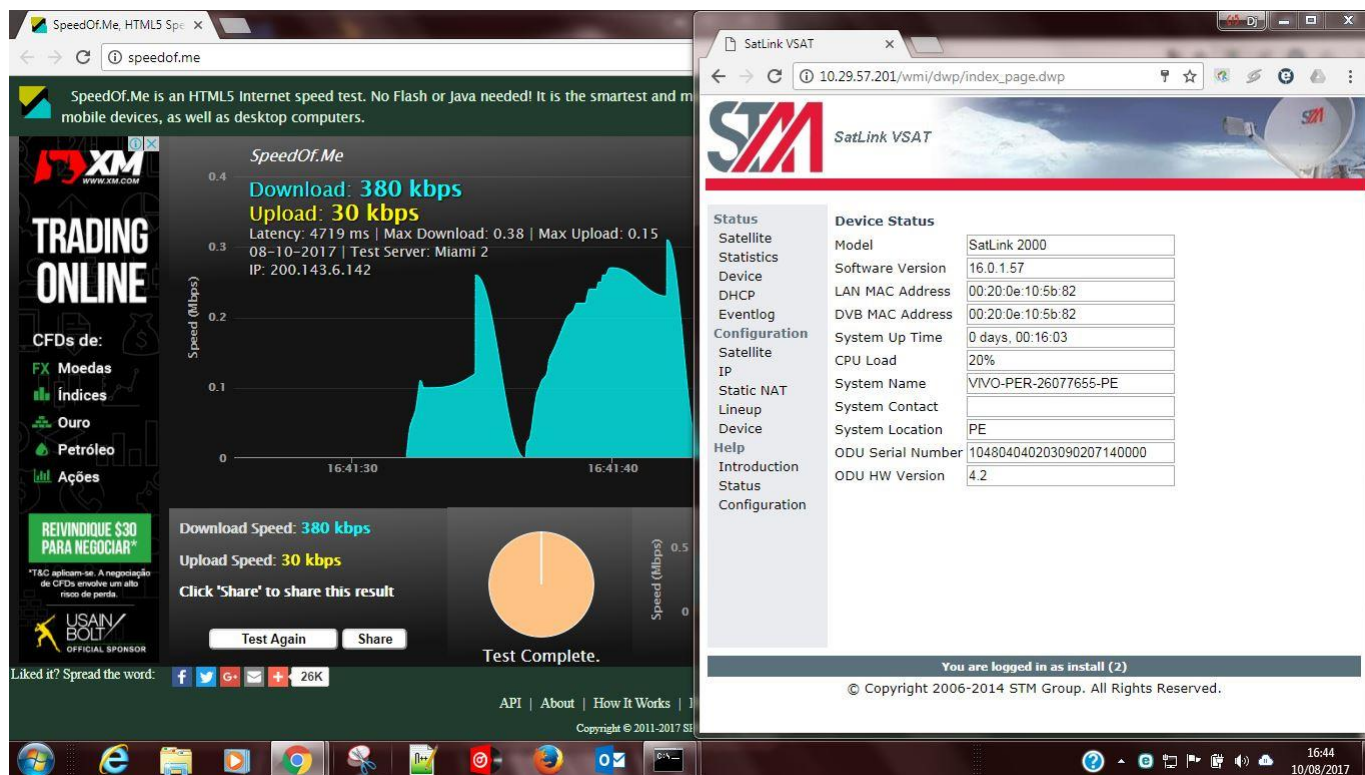 SpeedOf.Me, HTML5 Spe
speedof.me
SpeedOf.Me is an HTML5 Internet speed test. No Flash or Java needed! It is the smartest and m
mobile devices, as well as desktop computers.
XM
WWW.XM.COM
TRADING
ONLINE
CFDs de:
FX Moedas
Índices
Ouro
Petróleo
Ações
REIVINDIQUE $30
PARA NEGOCIAR*
*T&C aplicam-se. A negociação
de CFDs envolve um alto
risco de perda.
USAIN
BOLT
OFFICIAL SPONSOR
SpeedOf.Me
Download: 380 kbps
Upload: 30 kbps
Latency: 4719 ms | Max Download: 0.38 | Max Upload: 0.15
08-10-2017 | Test Server: Miami 2
IP: 200.143.6.142
Speed (Mbps)
0.4
0.3
0.2
0.1
0
16:41:30
16:41:40
Download Speed: 380 kbps
Upload Speed: 30 kbps
Click 'Share' to share this result
Test Again
Share
Test Complete.
Speed (Mbps)
0.5
0
Liked it? Spread the word:
26K
API | About | How It Works |
Copyright © 2011-2017
Dj
SatLink VSAT
10.29.57.201/wmi/dwp/index_page.dwp
STM
SatLink VSAT
STM
Status
Satellite
Statistics
Device
DHCP
Eventlog
Configuration
Satellite
IP
Static NAT
Lineup
Device
Help
Introduction
Status
Configuration
Device Status
Model SatLink 2000
Software Version 16.0.1.57
LAN MAC Address 00:20:0e:10:5b:82
DVB MAC Address 00:20:0e:10:5b:82
System Up Time 0 days, 00:16:03
CPU Load 20%
System Name VIVO-PER-26077655-PE
System Contact
System Location PE
ODU Serial Number 104804040203090207140000
ODU HW Version 4.2
You are logged in as install (2)
© Copyright 2006-2014 STM Group. All Rights Reserved.
16:44
10/08/2017